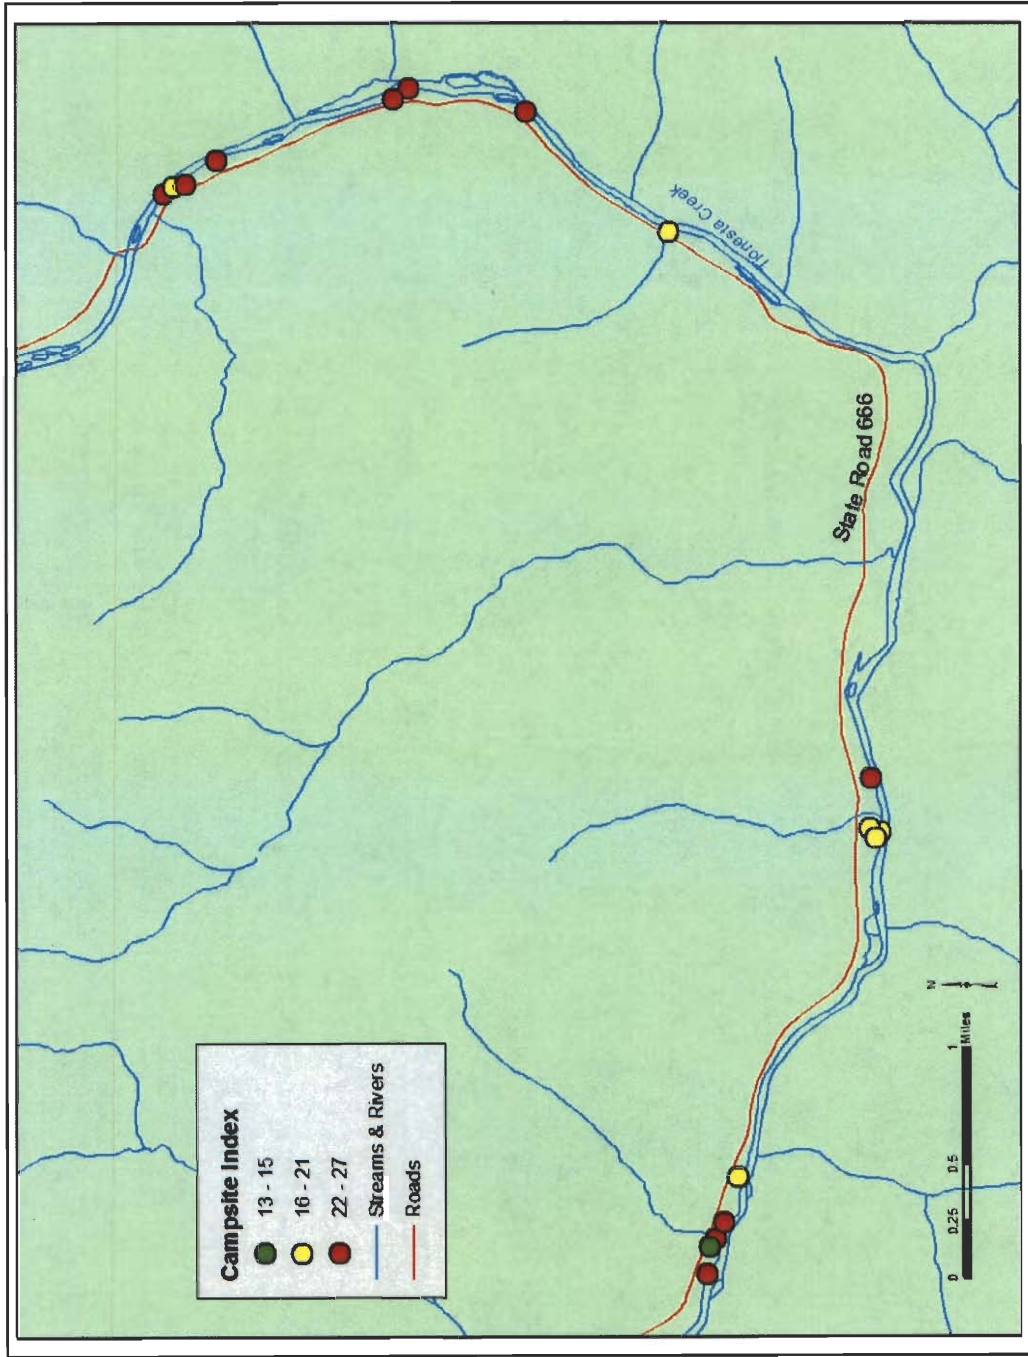 Campsite Index
13 - 15
16 - 21
22 - 27
Streams & Rivers
Roads
Tionesta Creek
State Road 666
N
0 0.25 0.5 1
Miles